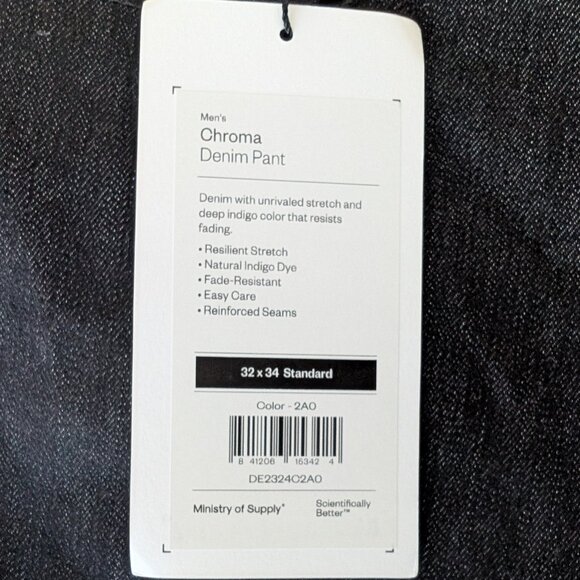 Men's
Chroma
Denim Pant
Denim with unrivaled stretch and
deep indigo color that resists
fading.
• Resilient Stretch
• Natural Indigo Dye
• Fade-Resistant
• Easy Care
• Reinforced Seams
32 x 34 Standard
Color - 2A0
8 41206 16342 4
DE2324C2A0
Ministry of Supply®
Scientifically
Better™